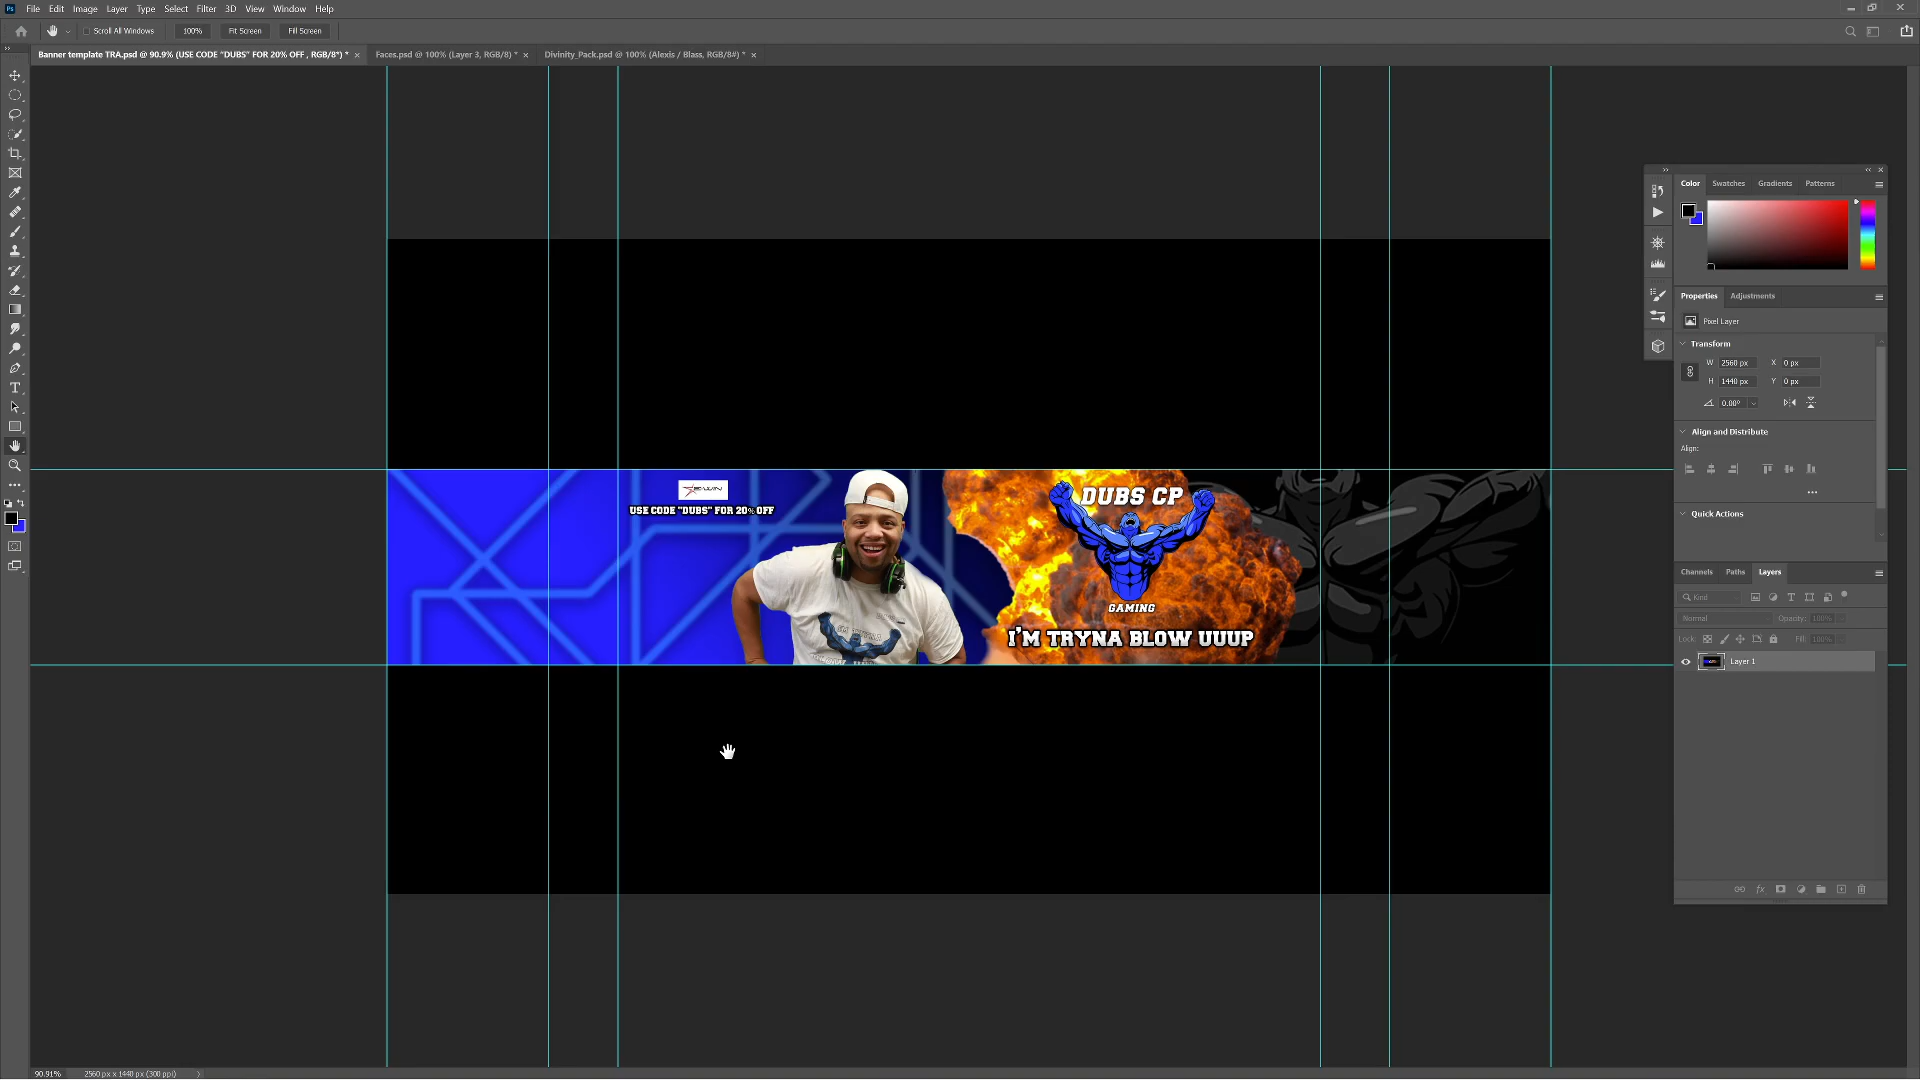 Ps File Edit Image Layer Type Select Filter 3D View Window Help
Scroll All Windows 100% Fit Screen Fill Screen
Banner template TRA.psd @ 90.9% (USE CODE "DUBS" FOR 20% OFF , RGB/8*) * × Faces.psd @ 100% (Layer 3, RGB/8) * × Divinity_Pack.psd @ 100% (Alexis / Blass, RGB/8#) * ×
Color Swatches Gradients Patterns
Properties Adjustments
Pixel Layer
Transform
W 2560 px X 0 px
H 1440 px Y 0 px
0.00°
Align and Distribute
Align:
Quick Actions
Channels Paths Layers
Kind
Normal Opacity: 100%
Lock: Fill: 100%
Layer 1
USE CODE "DUBS" FOR 20% OFF
DUBS CP
GAMING
I'M TRYNA BLOW UUUP
90.91% 2560 px x 1440 px (300 ppi)